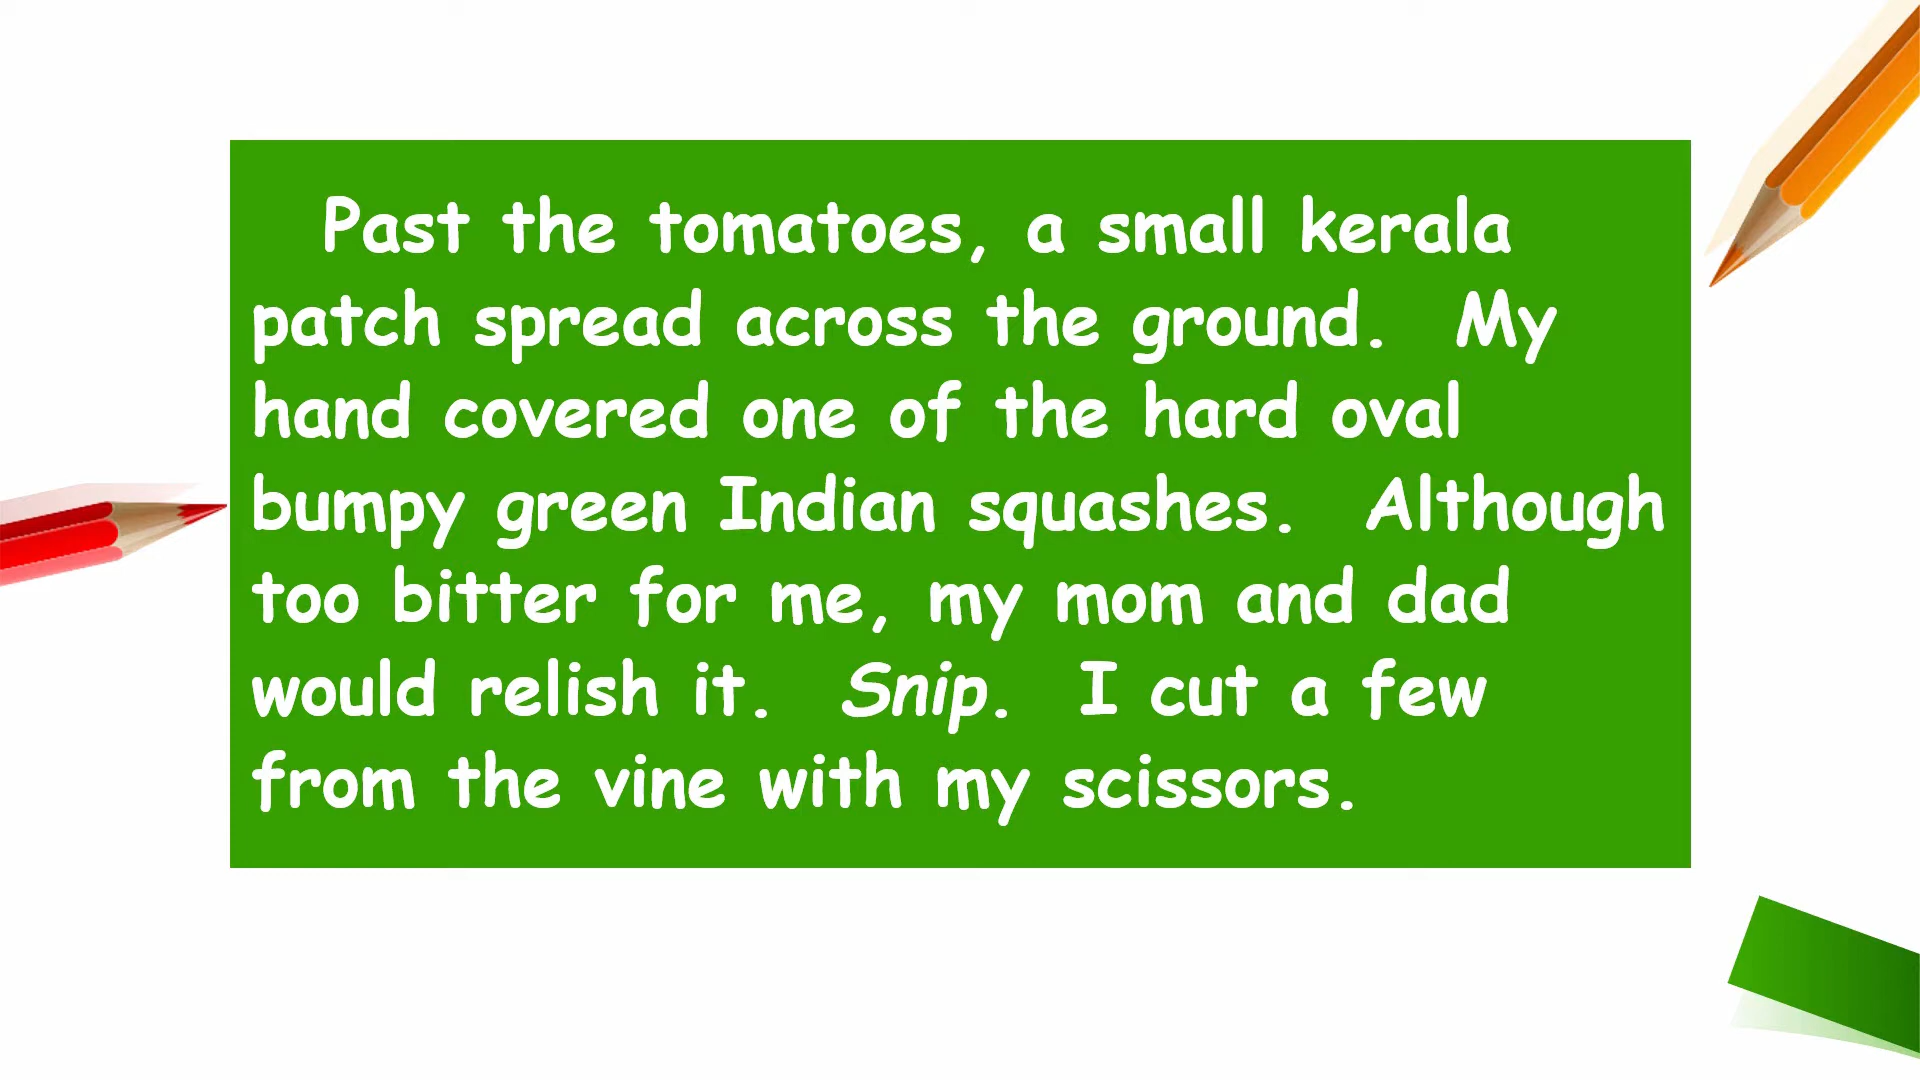 Past the tomatoes, a small kerala
patch spread across the ground.  My
hand covered one of the hard oval
bumpy green Indian squashes.  Although
too bitter for me, my mom and dad
would relish it.  Snip.  I cut a few
from the vine with my scissors.